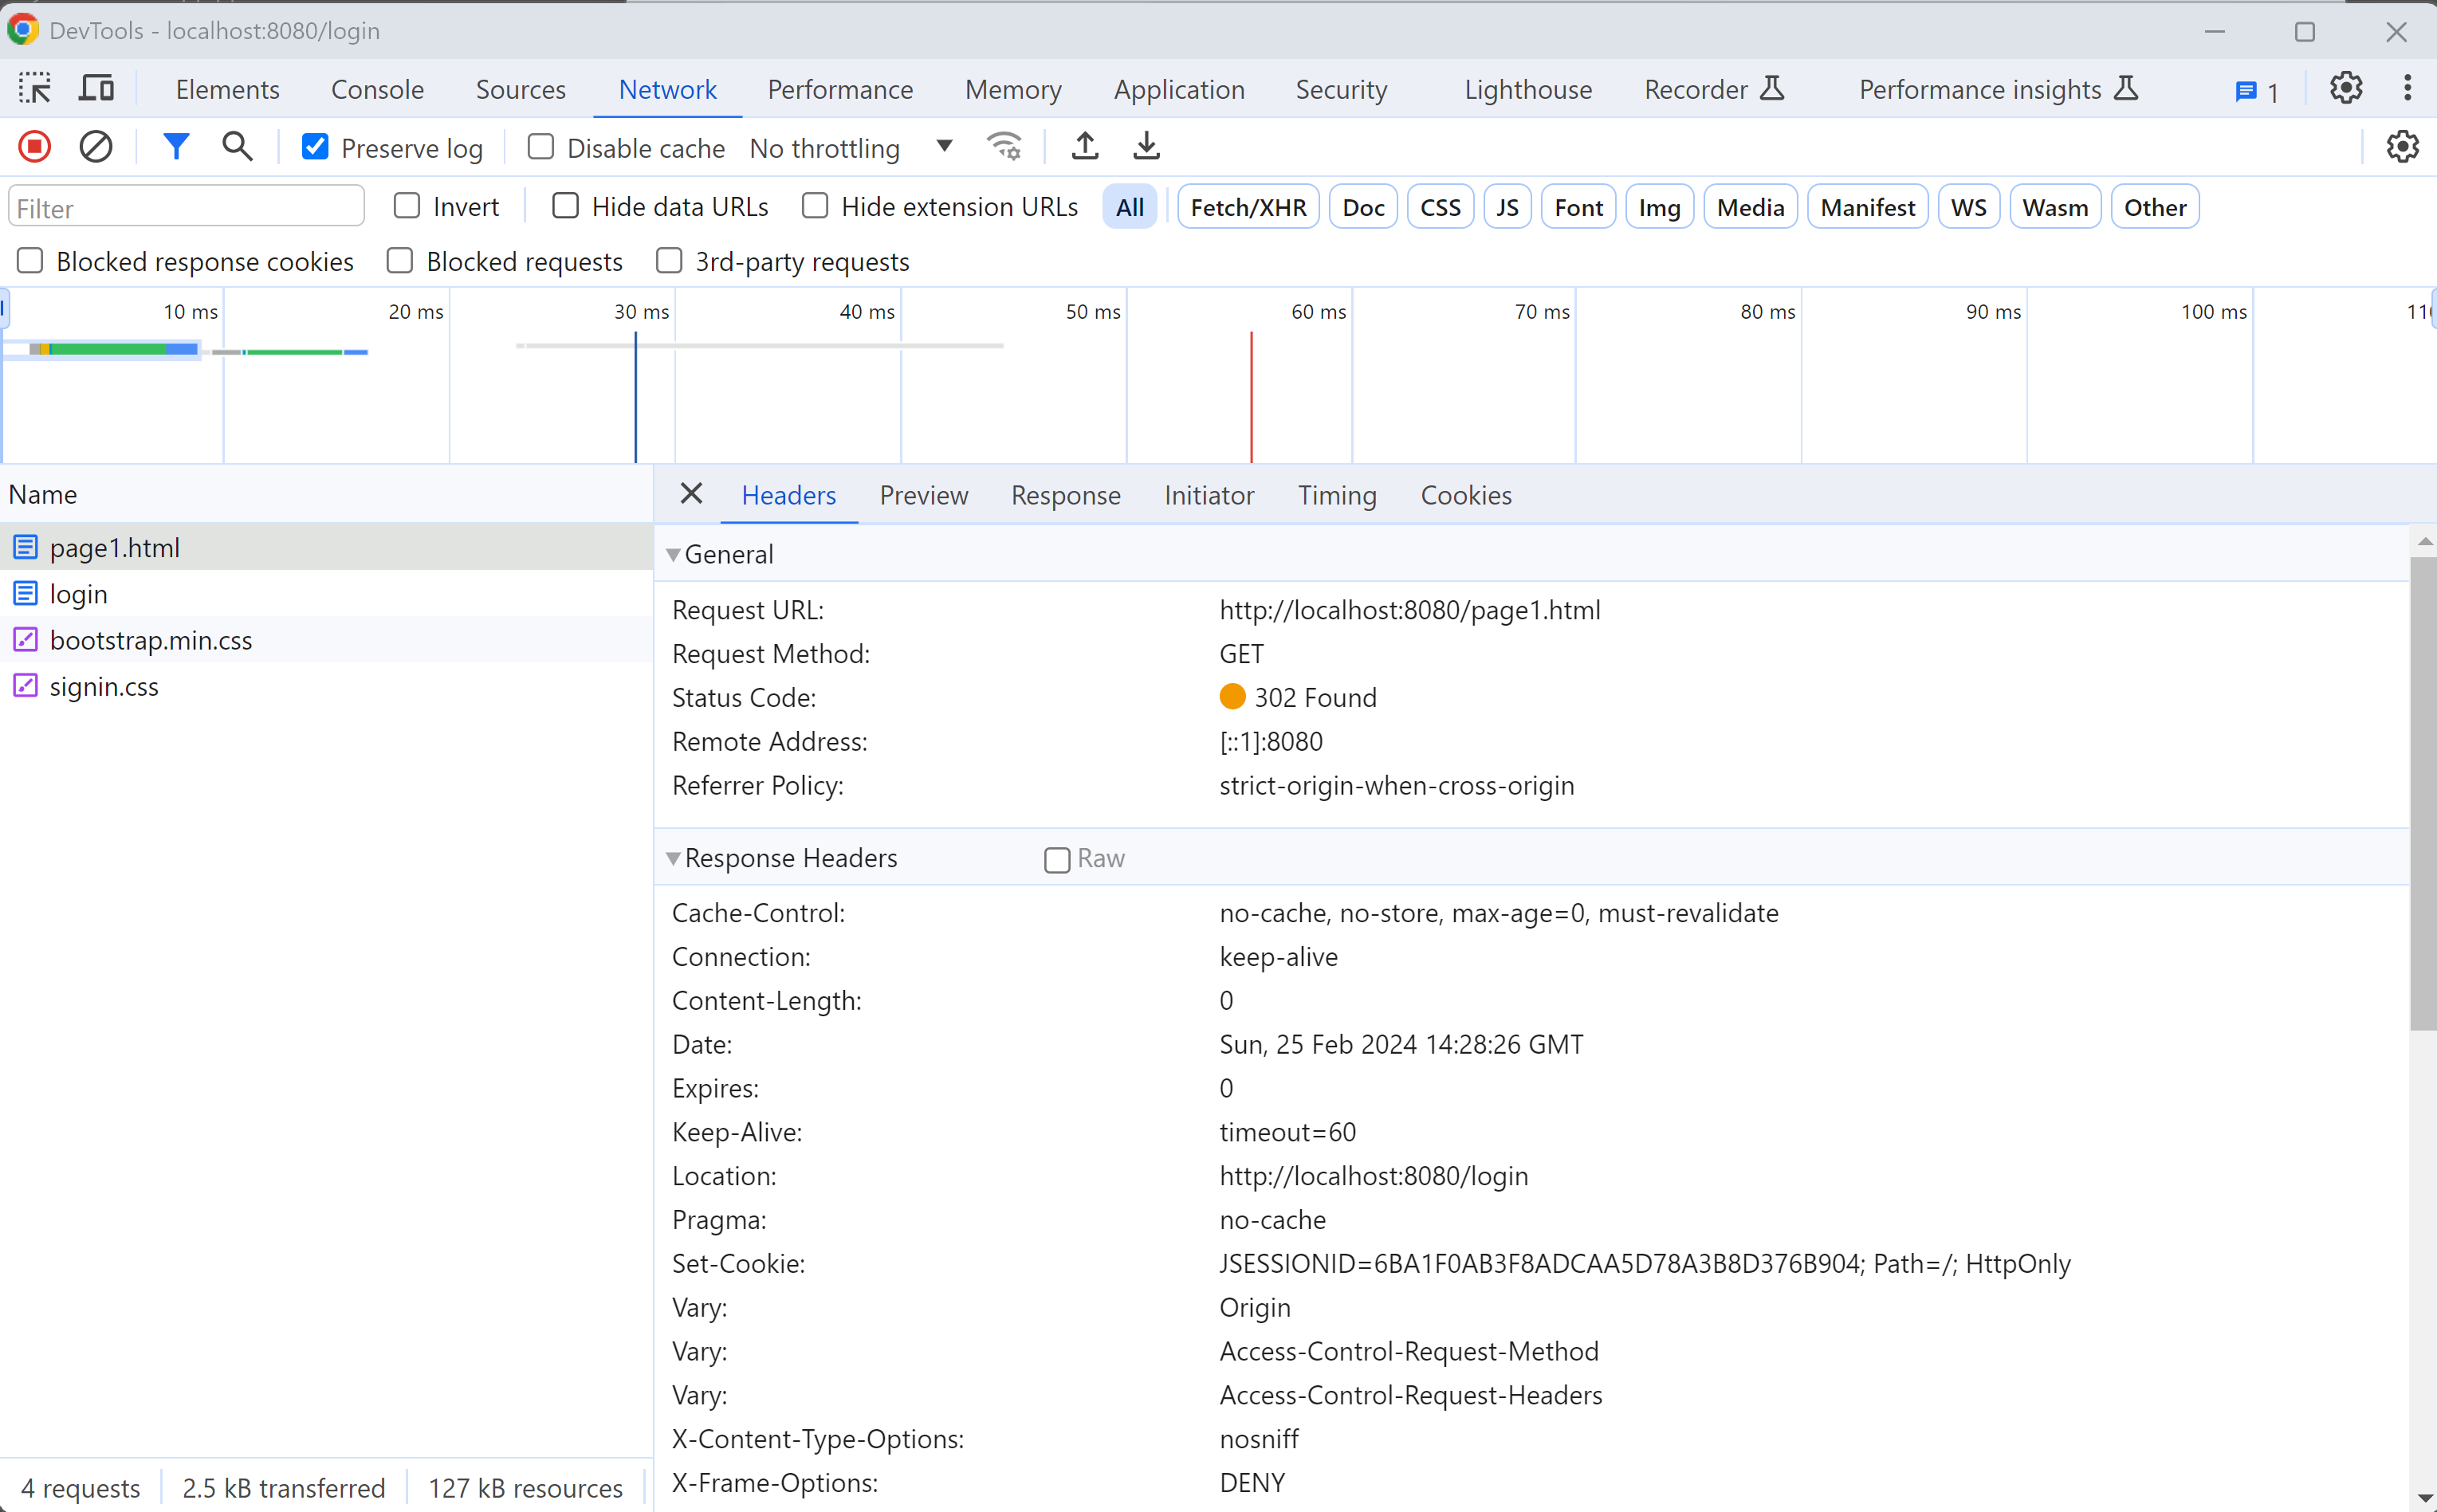 DevTools - localhost:8080/login
Elements Console Sources Network Performance Memory Application Security Lighthouse Recorder Performance insights 1
Preserve log Disable cache No throttling
Filter Invert Hide data URLs Hide extension URLs All Fetch/XHR Doc CSS JS Font Img Media Manifest WS Wasm Other
Blocked response cookies Blocked requests 3rd-party requests
10 ms 20 ms 30 ms 40 ms 50 ms 60 ms 70 ms 80 ms 90 ms 100 ms
Name
page1.html
login
bootstrap.min.css
signin.css
4 requests 2.5 kB transferred 127 kB resources
Headers Preview Response Initiator Timing Cookies
General
Request URL: http://localhost:8080/page1.html
Request Method: GET
Status Code: 302 Found
Remote Address: [::1]:8080
Referrer Policy: strict-origin-when-cross-origin
Response Headers Raw
Cache-Control: no-cache, no-store, max-age=0, must-revalidate
Connection: keep-alive
Content-Length: 0
Date: Sun, 25 Feb 2024 14:28:26 GMT
Expires: 0
Keep-Alive: timeout=60
Location: http://localhost:8080/login
Pragma: no-cache
Set-Cookie: JSESSIONID=6BA1F0AB3F8ADCAA5D78A3B8D376B904; Path=/; HttpOnly
Vary: Origin
Vary: Access-Control-Request-Method
Vary: Access-Control-Request-Headers
X-Content-Type-Options: nosniff
X-Frame-Options: DENY